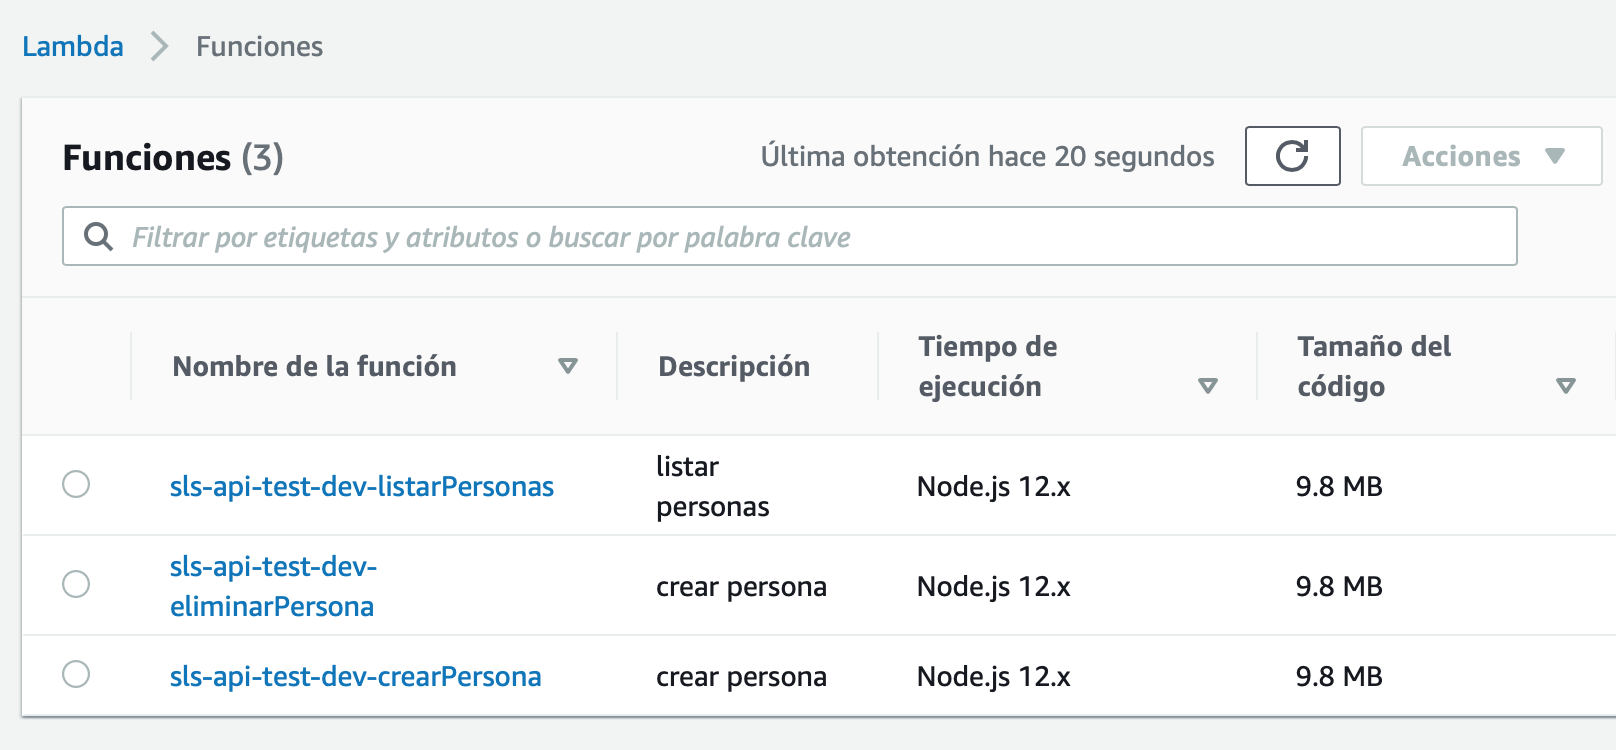 Lambda > Funciones
Funciones (3)
Última obtención hace 20 segundos
Acciones
Filtrar por etiquetas y atributos o buscar por palabra clave
Nombre de la función
Descripción
Tiempo de
ejecución
Tamaño del
código
sls-api-test-dev-listarPersonas
listar
personas
Node.js 12.x
9.8 MB
sls-api-test-dev-
eliminarPersona
crear persona
Node.js 12.x
9.8 MB
sls-api-test-dev-crearPersona
crear persona
Node.js 12.x
9.8 MB